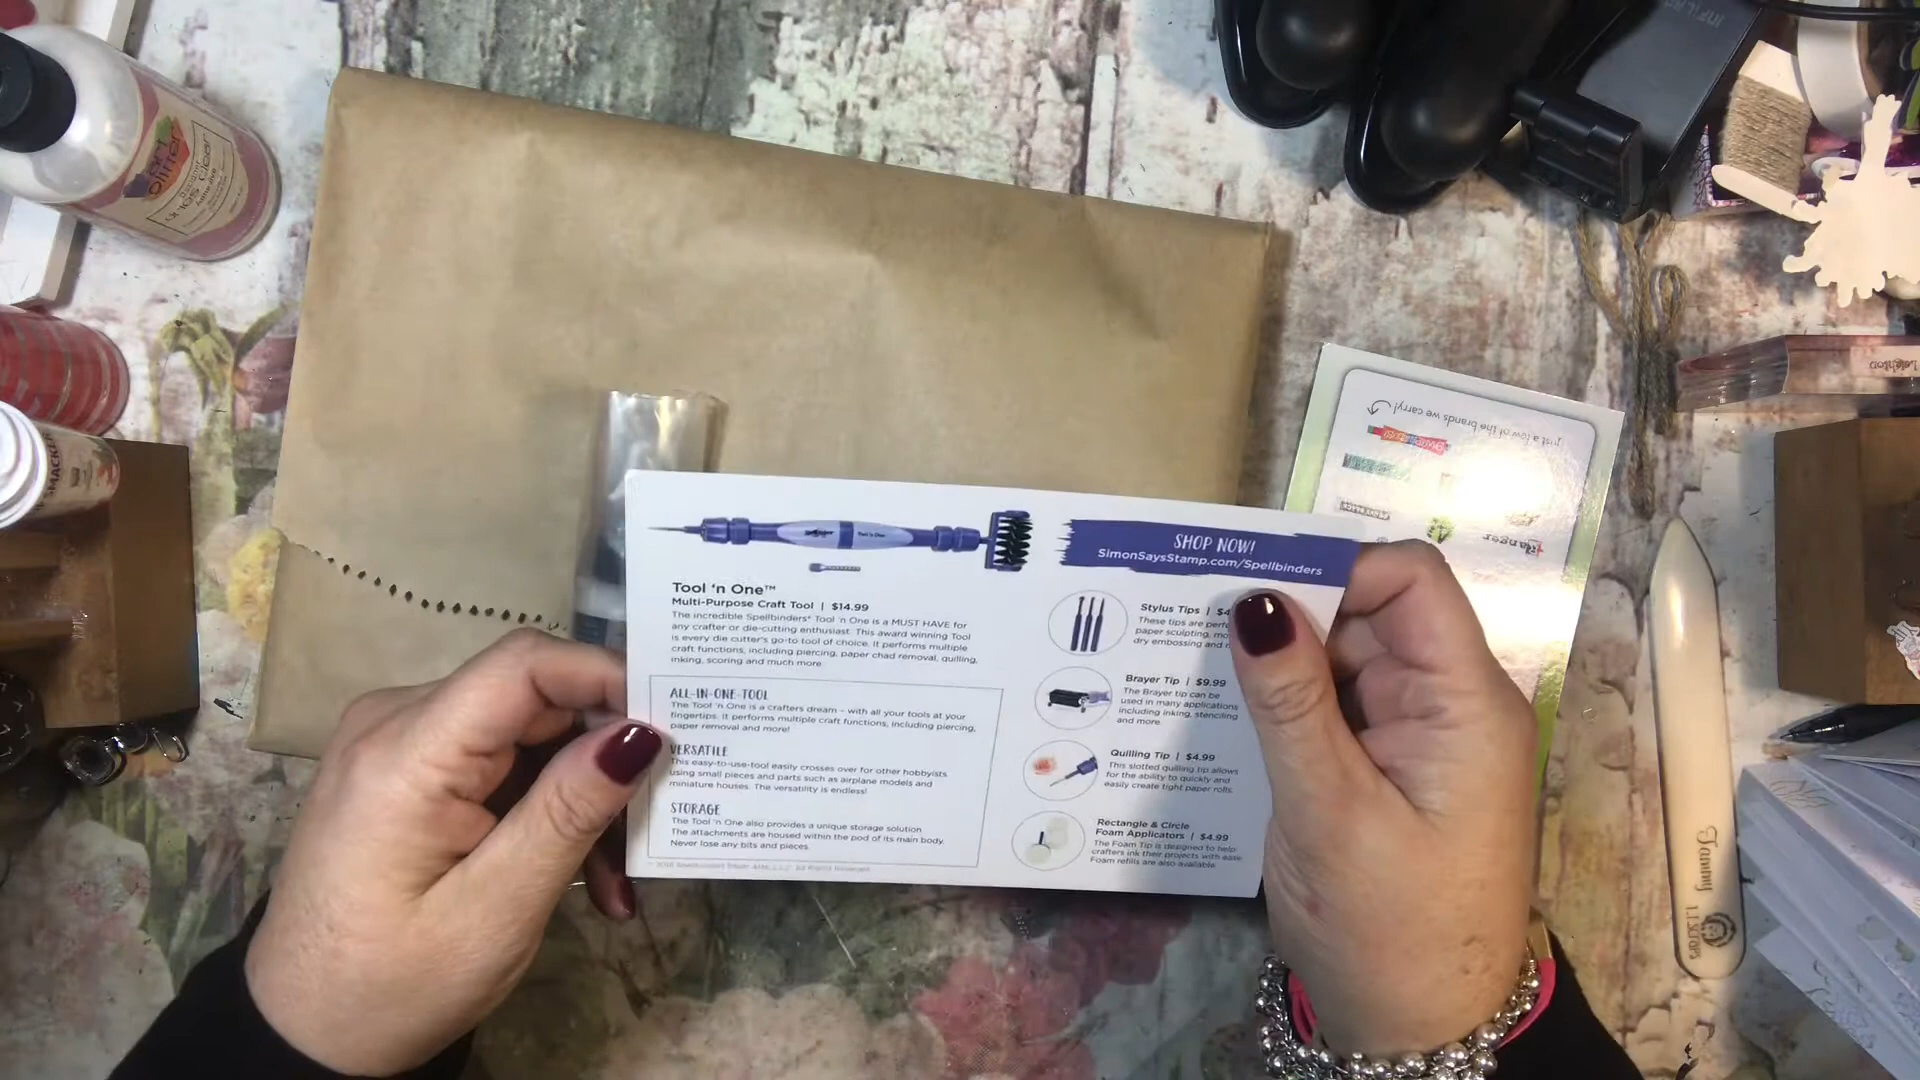 SHOP NOW!
SimonSaysStamp.com/Spellbinders
Tool 'n One™
Multi-Purpose Craft Tool | $14.99
The incredible Spellbinders® Tool 'n One is a MUST HAVE for
any crafter or die-cutting enthusiast. This award winning Tool
is every die cutter's go-to tool of choice. It performs multiple
craft functions, including piercing, paper chad removal, quilling,
inking, scoring and much more.
ALL-IN-ONE-TOOL
The Tool 'n One is a crafters dream – with all your tools at your
fingertips. It performs multiple craft functions, including piercing,
paper removal and more!
VERSATILE
This easy-to-use-tool easily crosses over for other hobbyists
using small pieces and parts such as airplane models and
miniature houses. The versatility is endless!
STORAGE
The Tool 'n One also provides a unique storage solution
The attachments are housed within the pod of its main body.
Never lose any bits and pieces.
All Rights Reserved.
Stylus Tips | $4
These tips are
paper sculpting,
dry embossing and
Brayer Tip | $9.99
The Brayer tip can be
used in many applications
including inking, stenciling
and more.
Quilling Tip | $4.99
This slotted quilling tip allows
for the ability to quickly and
easily create tight paper rolls.
Rectangle & Circle
Foam Applicators | $4.99
The Foam Tip is designed to help
crafters ink their projects with ease.
Foam refills are also available.
just a few of the brands we carry!
Ranger
Art
Glitter
SMACKER
Leighton
Tammy